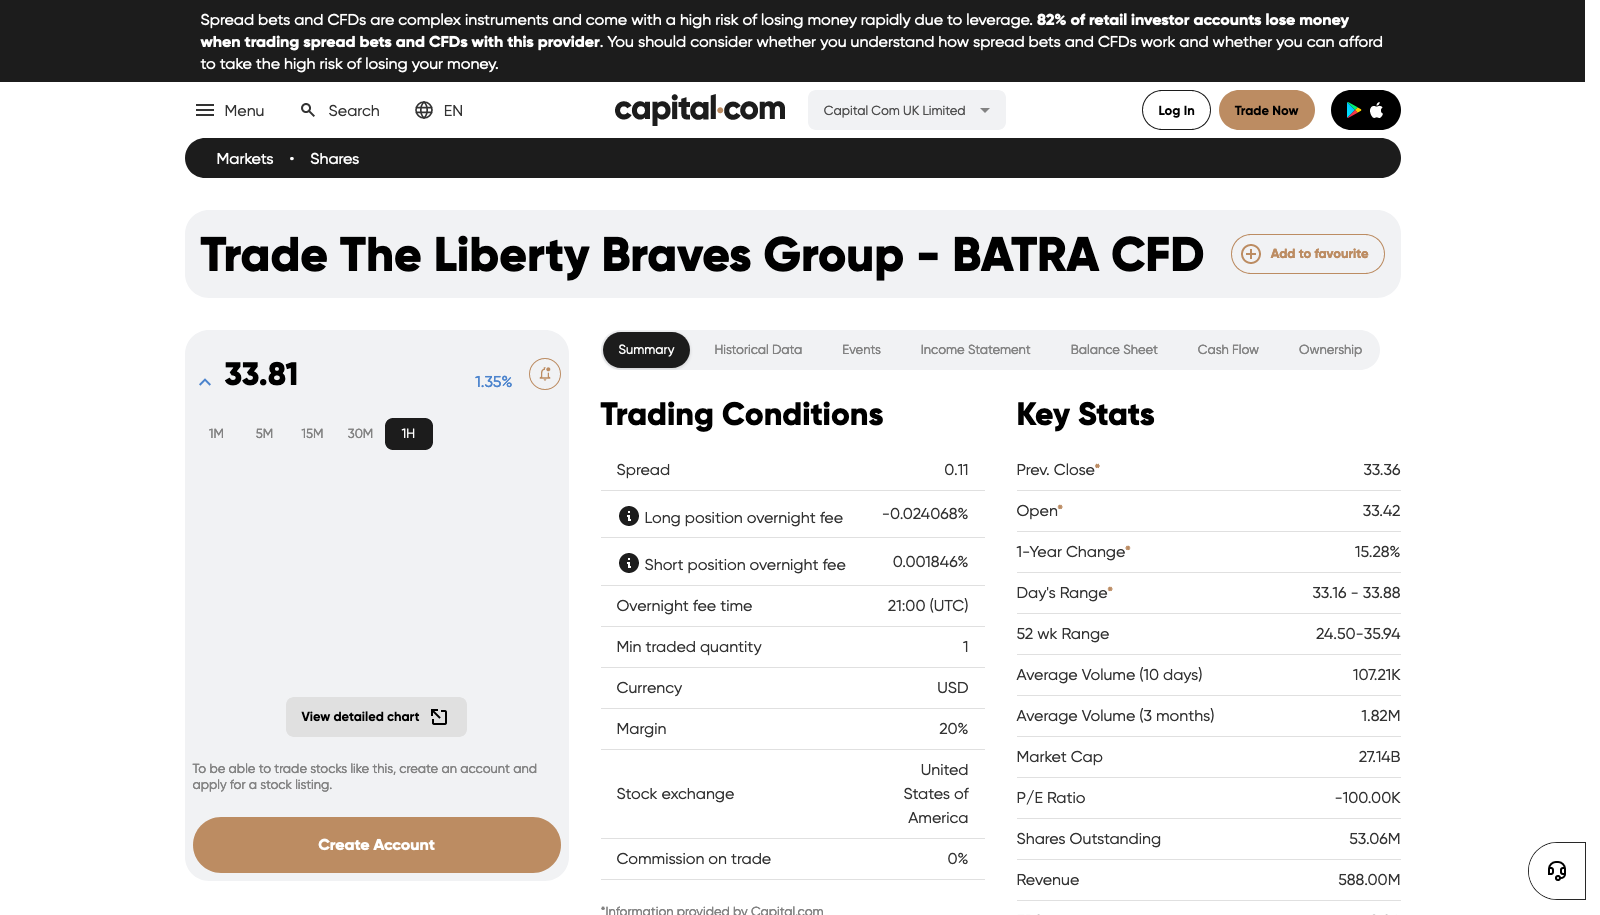 Spread bets and CFDs are complex instruments and come with a high risk of losing money rapidly due to leverage. 82% of retail investor accounts lose money
when trading spread bets and CFDs with this provider. You should consider whether you understand how spread bets and CFDs work and whether you can afford
to take the high risk of losing your money.
Menu Search EN capital.com Capital Com UK Limited Log In Trade Now
Markets • Shares
Trade The Liberty Braves Group - BATRA CFD Add to favourite
33.81 1.35%
1M 5M 15M 30M 1H
View detailed chart
To be able to trade stocks like this, create an account and
apply for a stock listing.
Create Account
Summary Historical Data Events Income Statement Balance Sheet Cash Flow Ownership
Trading Conditions
Spread 0.11
Long position overnight fee -0.024068%
Short position overnight fee 0.001846%
Overnight fee time 21:00 (UTC)
Min traded quantity 1
Currency USD
Margin 20%
Stock exchange United
States of
America
Commission on trade 0%
*Information provided by Capital.com
Key Stats
Prev. Close* 33.36
Open* 33.42
1-Year Change* 15.28%
Day's Range* 33.16 - 33.88
52 wk Range 24.50-35.94
Average Volume (10 days) 107.21K
Average Volume (3 months) 1.82M
Market Cap 27.14B
P/E Ratio -100.00K
Shares Outstanding 53.06M
Revenue 588.00M